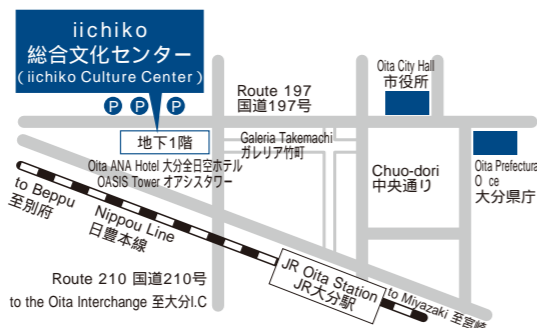 iichiko
総合文化センター
(iichiko Culture Center)
P P P
地下1階
Oita ANA Hotel 大分全日空ホテル
OASIS Tower オアシスタワー
Route 197
国道197号
Galeria Takemachi
ガレリア竹町
Oita City Hall
市役所
Chuo-dori
中央通り
Oita Prefectura
O ce
大分県庁
to Beppu
至別府
Nippou Line
日豊本線
JR Oita Station
JR大分駅
to Miyazaki 至宮崎
Route 210 国道210号
to the Oita Interchange 至大分I.C